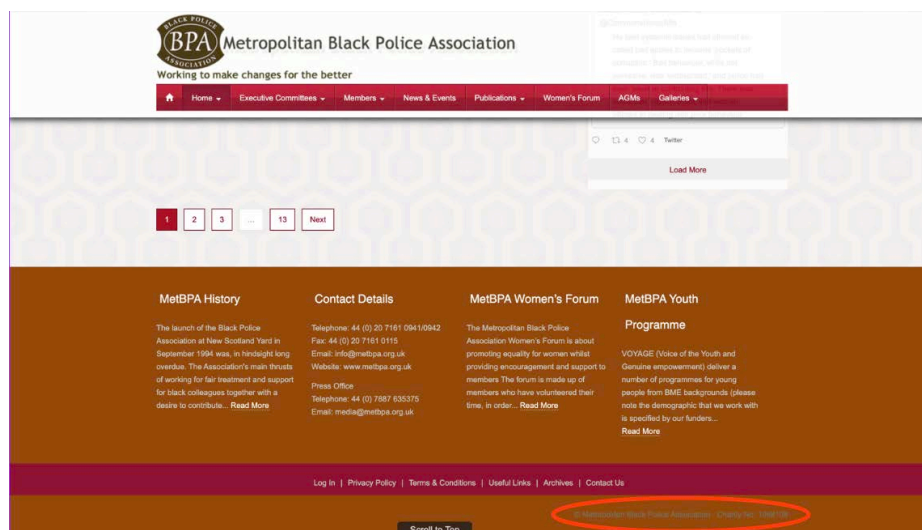 BLACK POLICE
BPA
ASSOCIATION
Metropolitan Black Police Association
Working to make changes for the better
Home Executive Committees Members News & Events Publications Women's Forum AGMs Galleries
4 4 Twitter
Load More
1 2 3 ... 13 Next
MetBPA History
The launch of the Black Police
Association at New Scotland Yard in
September 1994 was, in hindsight long
overdue. The Association's main thrusts
of working for fair treatment and support
for black colleagues together with a
desire to contribute... Read More
Contact Details
Telephone: 44 (0) 20 7161 0941/0942
Fax: 44 (0) 20 7161 0115
Email: info@metbpa.org.uk
Website: www.metbpa.org.uk
Press Office
Telephone: 44 (0) 7887 635375
Email: media@metbpa.org.uk
MetBPA Women's Forum
The Metropolitan Black Police
Association Women's Forum is about
promoting equality for women whilst
providing encouragement and support to
members The forum is made up of
members who have volunteered their
time, in order... Read More
MetBPA Youth
Programme
VOYAGE (Voice of the Youth and
Genuine empowerment) deliver a
number of programmes for young
people from BME backgrounds (please
note the demographic that we work with
is specified by our funders...
Read More
Log In | Privacy Policy | Terms & Conditions | Useful Links | Archives | Contact Us
© Metropolitan Black Police Association - Charity No.
Scroll to Top